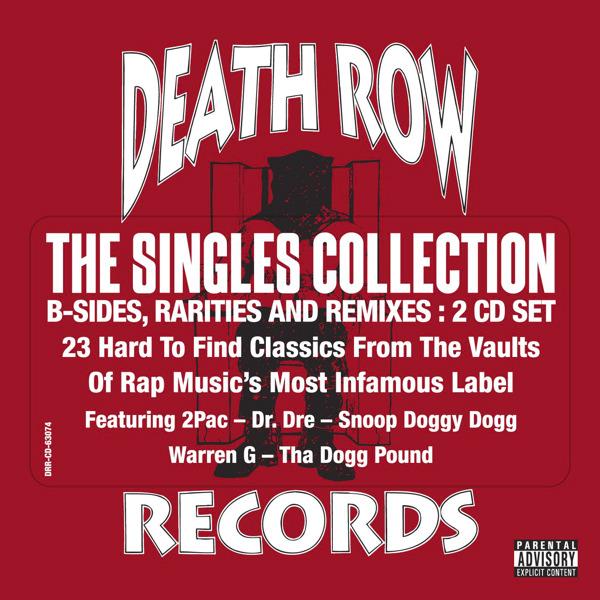 DEATH ROW
THE SINGLES COLLECTION
B-SIDES, RARITIES AND REMIXES : 2 CD SET
23 Hard To Find Classics From The Vaults
Of Rap Music's Most Infamous Label
Featuring 2Pac – Dr. Dre – Snoop Doggy Dogg
Warren G – Tha Dogg Pound
DRR-CD-63074
RECORDS
PARENTAL
ADVISORY
EXPLICIT CONTENT